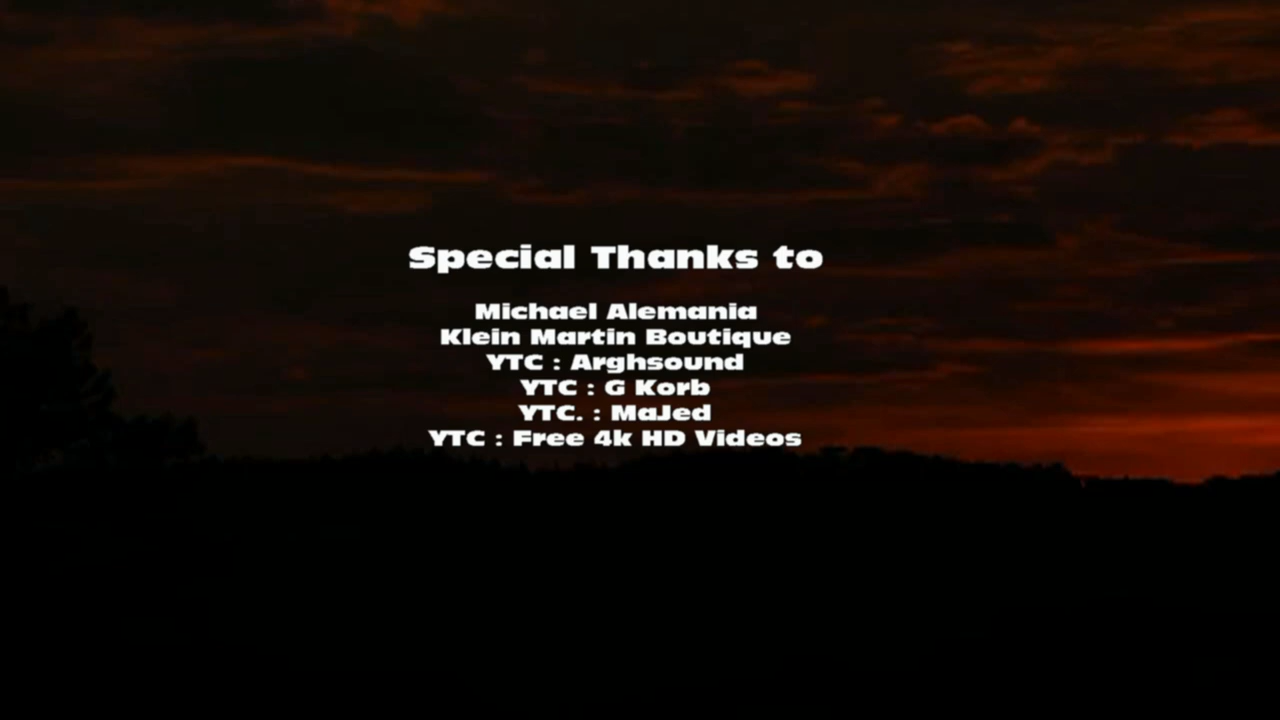 Special Thanks to
Michael Alemania
Klein Martin Boutique
YTC : Arghsound
YTC : G Korb
YTC. : MaJed
YTC : Free 4k HD Videos